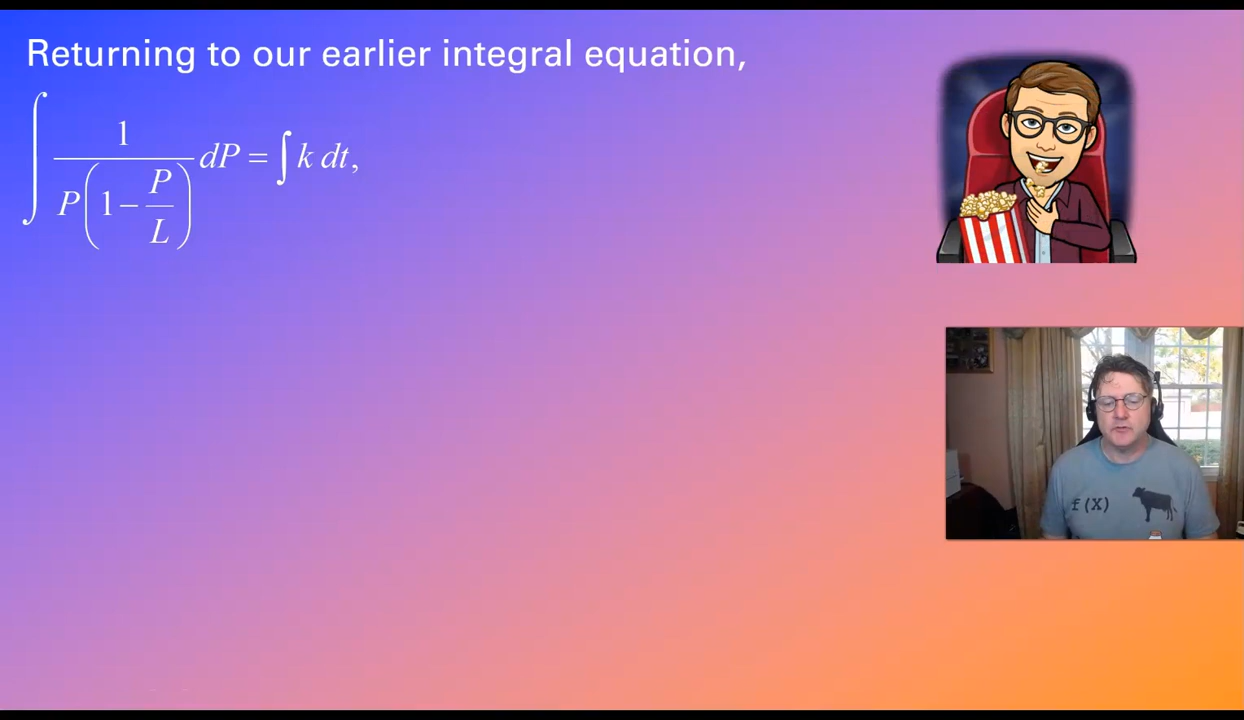 Returning to our earlier integral equation,
∫ 1 / (P(1 − P/L)) dP = ∫ k dt,
f(X)